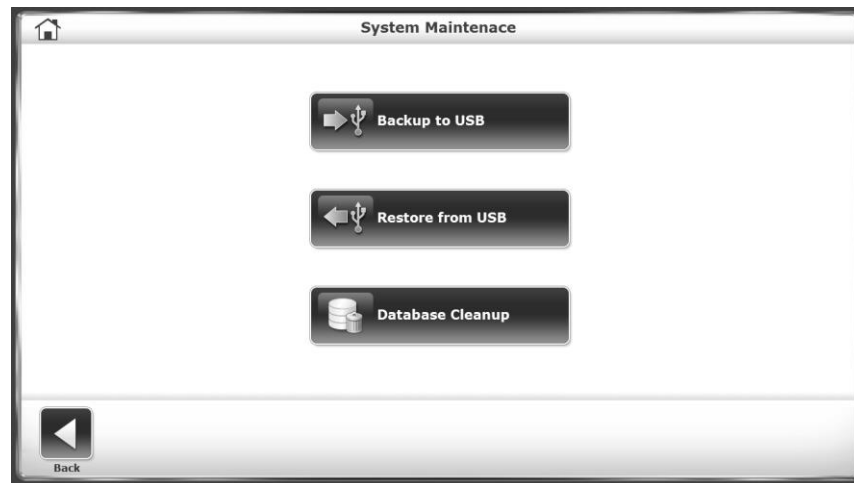 System Maintenace
Backup to USB
Restore from USB
Database Cleanup
Back